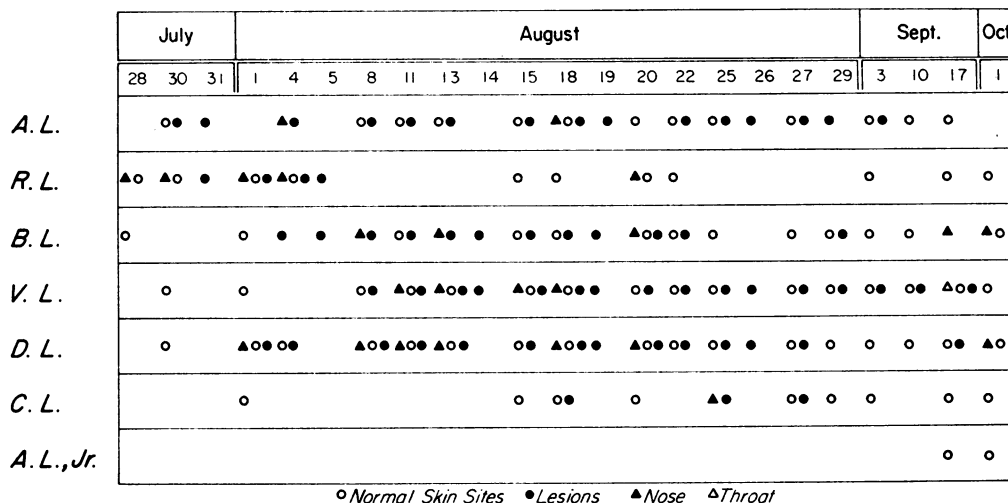 July August Sept. Oct
28 30 31 1 4 5 8 11 13 14 15 18 19 20 22 25 26 27 29 3 10 17 1
A.L.
R.L.
B.L.
V.L.
D.L.
C.L.
A.L., Jr.
Normal Skin Sites Lesions Nose Throat